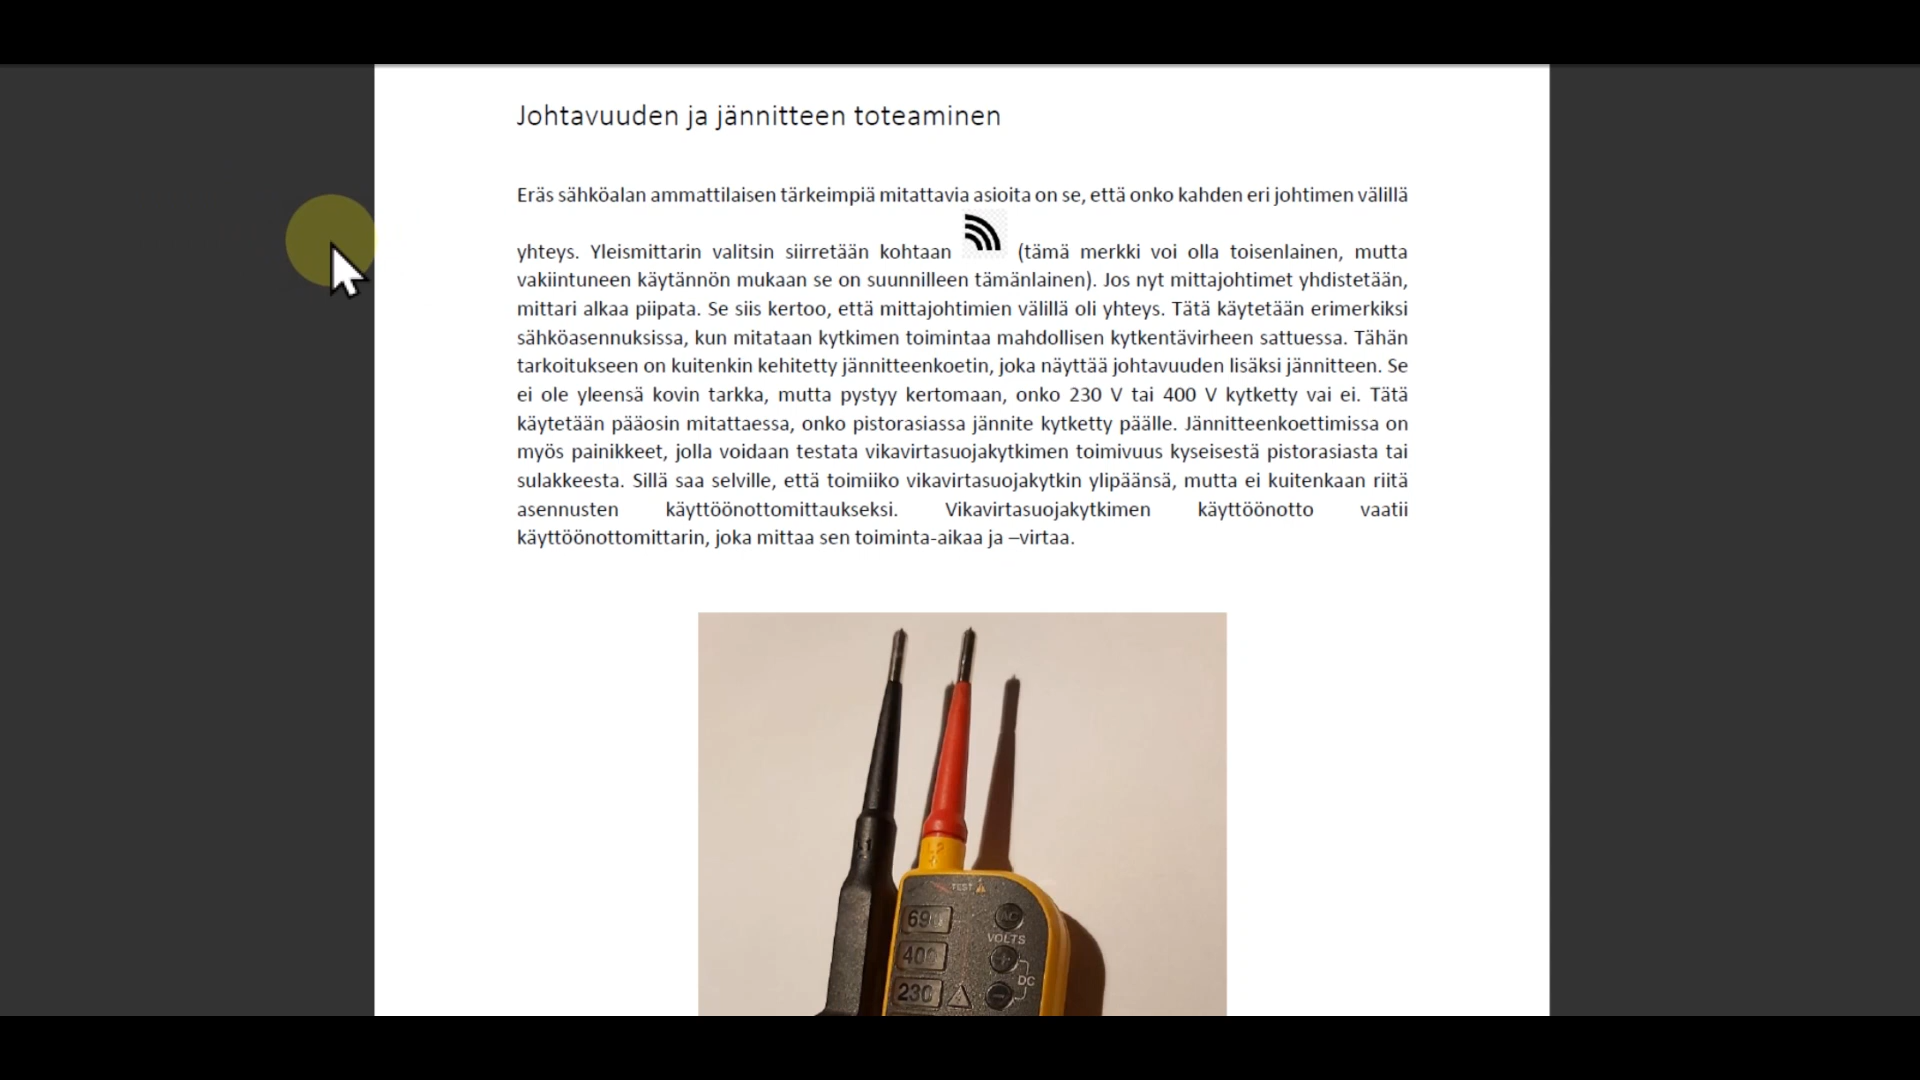 Johtavuuden ja jännitteen toteaminen
Eräs sähköalan ammattilaisen tärkeimpiä mitattavia asioita on se, että onko kahden eri johtimen välillä
yhteys. Yleismittarin valitsin siirretään kohtaan (tämä merkki voi olla toisenlainen, mutta
vakiintuneen käytännön mukaan se on suunnilleen tämänlainen). Jos nyt mittajohtimet yhdistetään,
mittari alkaa piipata. Se siis kertoo, että mittajohtimien välillä oli yhteys. Tätä käytetään erimerkiksi
sähköasennuksissa, kun mitataan kytkimen toimintaa mahdollisen kytkentävirheen sattuessa. Tähän
tarkoitukseen on kuitenkin kehitetty jännitteenkoetin, joka näyttää johtavuuden lisäksi jännitteen. Se
ei ole yleensä kovin tarkka, mutta pystyy kertomaan, onko 230 V tai 400 V kytketty vai ei. Tätä
käytetään pääosin mitattaessa, onko pistorasiassa jännite kytketty päälle. Jännitteenkoettimissa on
myös painikkeet, jolla voidaan testata vikavirtasuojakytkimen toimivuus kyseisestä pistorasiasta tai
sulakkeesta. Sillä saa selville, että toimiiko vikavirtasuojakytkin ylipäänsä, mutta ei kuitenkaan riitä
asennusten käyttöönottomittaukseksi. Vikavirtasuojakytkimen käyttöönotto vaatii
käyttöönottomittarin, joka mittaa sen toiminta-aikaa ja –virtaa.
L1
L2
TEST
690
AC
VOLTS
400
+
DC
230
-